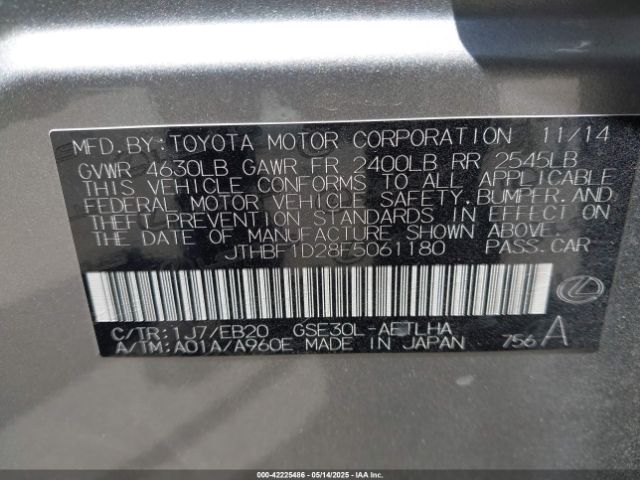 MFD.BY:TOYOTA MOTOR CORPORATION 11/14
GVWR 4630LB GAWR FR 2400LB RR 2545LB
THIS VEHICLE CONFORMS TO ALL APPLICABLE
FEDERAL MOTOR VEHICLE SAFETY,BUMPER,AND
THEFT PREVENTION STANDARDS IN EFFECT ON
THE DATE OF MANUFACTURE SHOWN ABOVE.
JTHBF1D28F5061180 PASS.CAR
C/TR:1J7/EB20 GSE30L-AETLHA
A/TM:A01A/A960E MADE IN JAPAN 756A
000-42225486 - 05/14/2025 - IAA Inc.